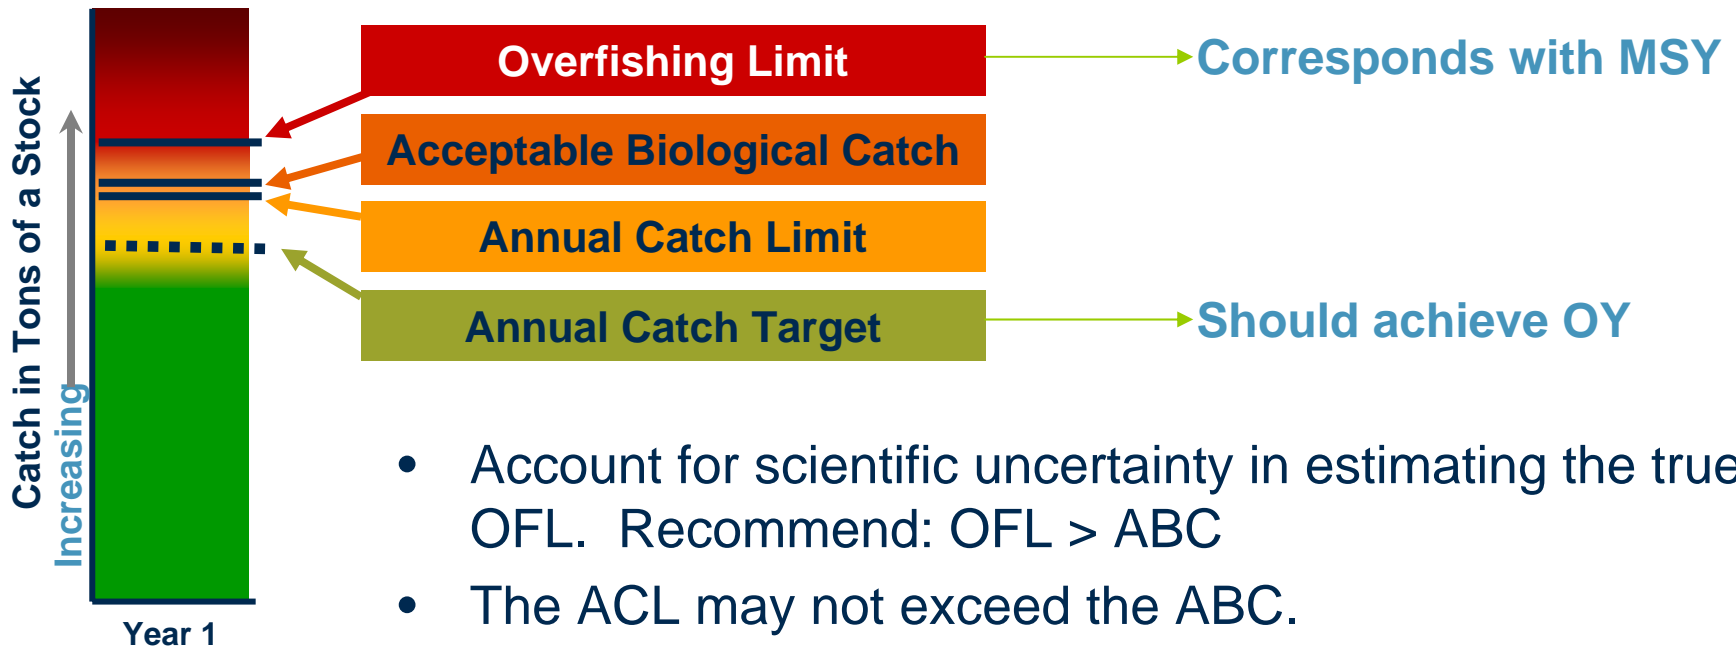 Catch in Tons of a Stock
Increasing
Overfishing Limit
Corresponds with MSY
Acceptable Biological Catch
Annual Catch Limit
Annual Catch Target
Should achieve OY
• Account for scientific uncertainty in estimating the true
OFL. Recommend: OFL > ABC
• The ACL may not exceed the ABC.
Year 1